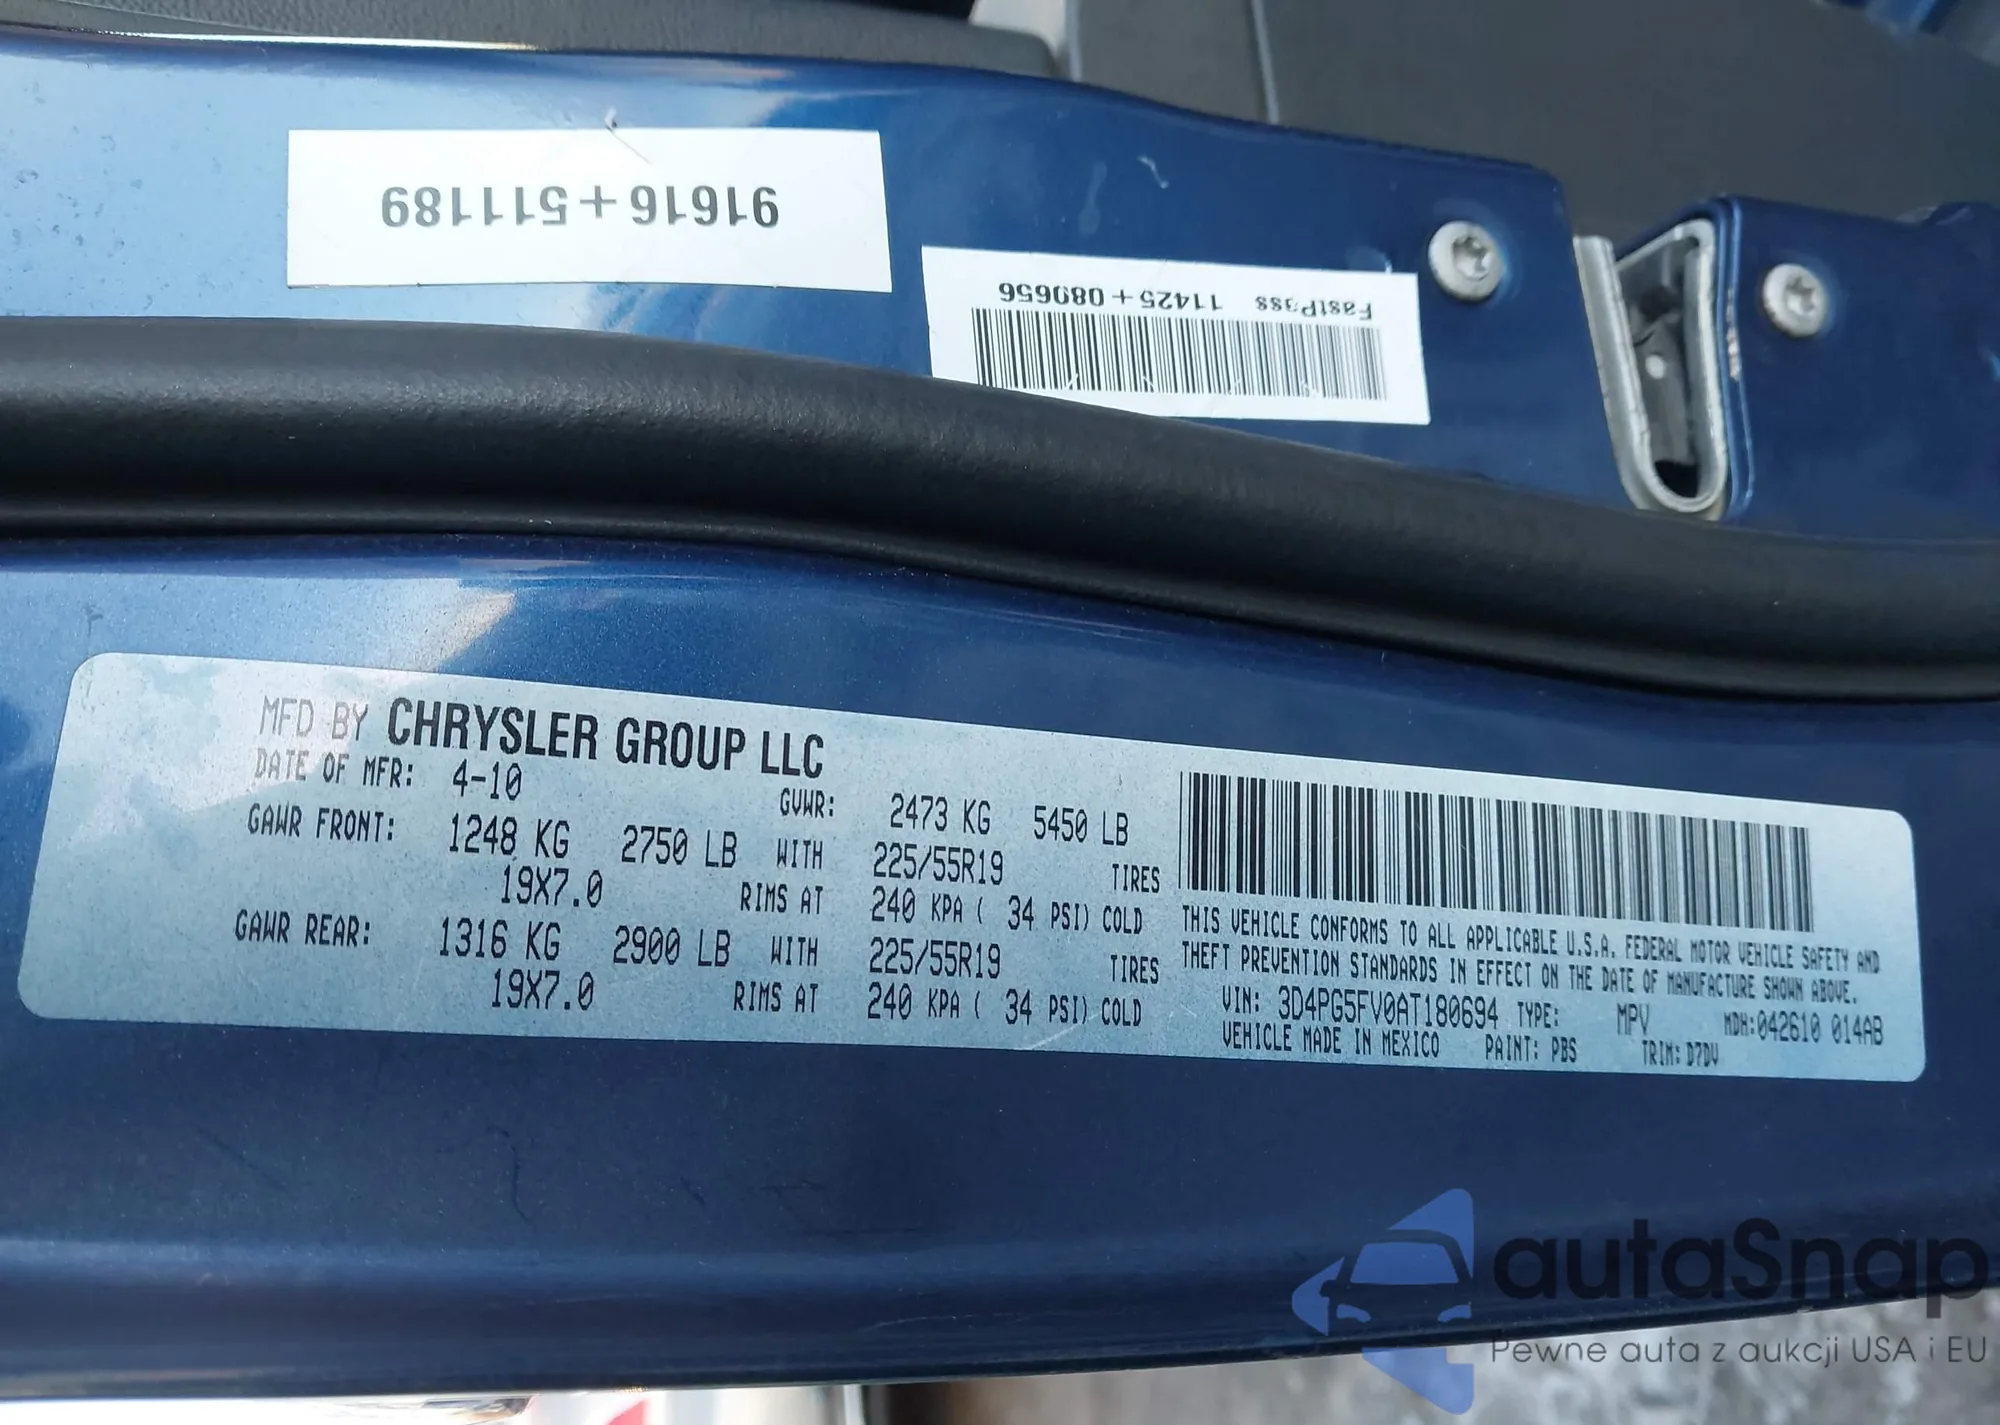 91616+511189
FastPass 11425+089656
MFD BY CHRYSLER GROUP LLC
DATE OF MFR: 4-10 GVWR: 2473 KG 5450 LB
GAWR FRONT: 1248 KG 2750 LB WITH 225/55R19 TIRES
19X7.0 RIMS AT 240 KPA ( 34 PSI) COLD
GAWR REAR: 1316 KG 2900 LB WITH 225/55R19 TIRES
19X7.0 RIMS AT 240 KPA ( 34 PSI) COLD
THIS VEHICLE CONFORMS TO ALL APPLICABLE U.S.A. FEDERAL MOTOR VEHICLE SAFETY AND
THEFT PREVENTION STANDARDS IN EFFECT ON THE DATE OF MANUFACTURE SHOWN ABOVE.
VIN: 3D4PG5FV0AT180694 TYPE: MPV MDH:042610 014AB
VEHICLE MADE IN MEXICO PAINT: PBS TRIM: D7DV
autaSnap
Pewne auta z aukcji USA i EU